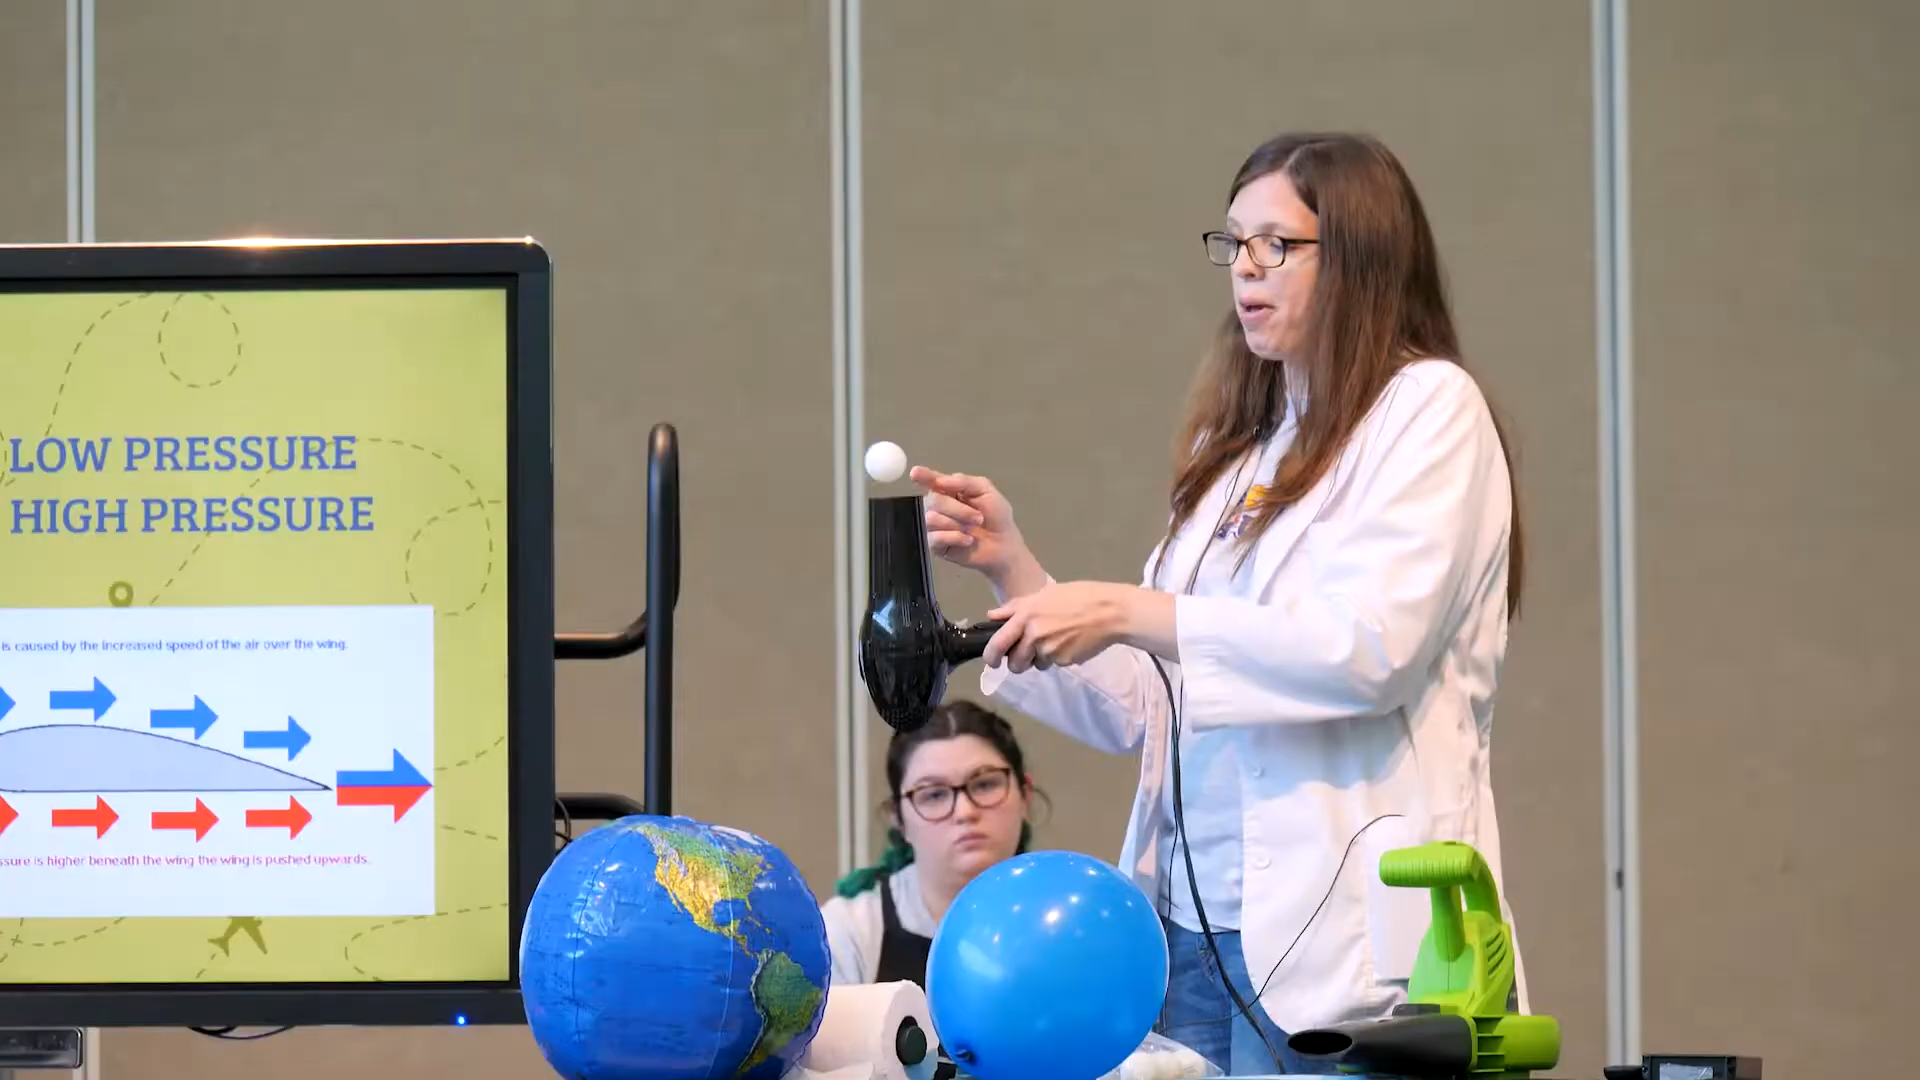 LOW PRESSURE
HIGH PRESSURE
is caused by the increased speed of the air over the wing.
ssure is higher beneath the wing the wing is pushed upwards.